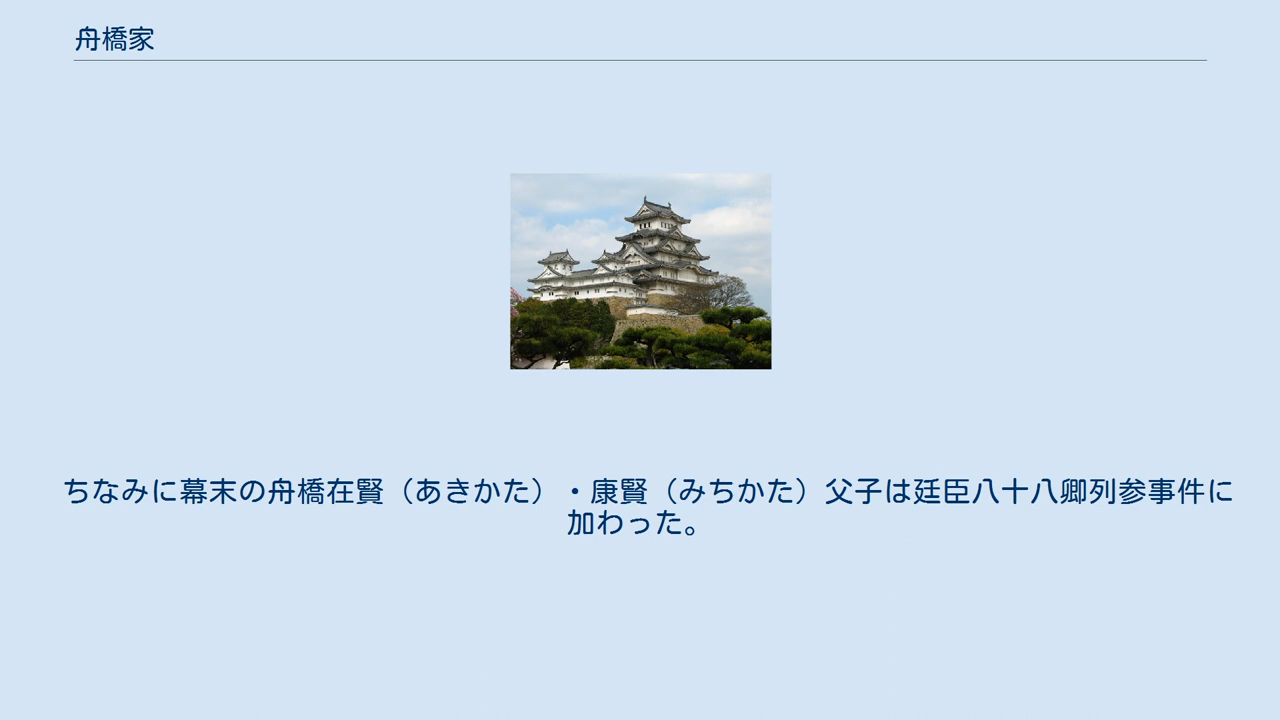 舟橋家
ちなみに幕末の舟橋在賢（あきかた）・康賢（みちかた）父子は廷臣八十八卿列参事件に
加わった。